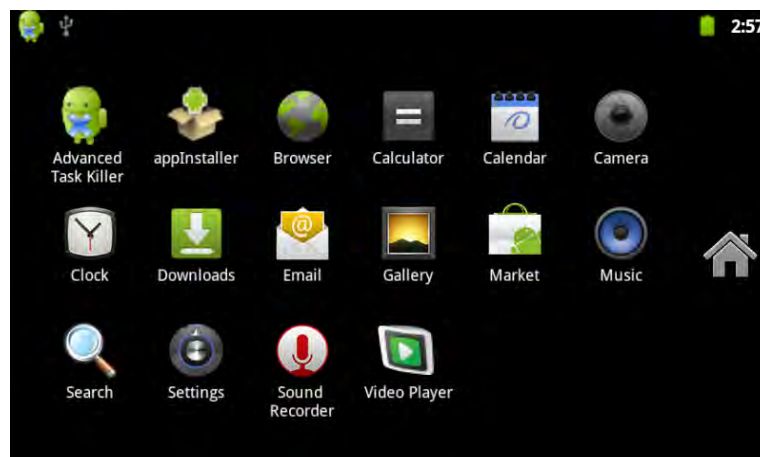 2:57
Advanced
Task Killer
appInstaller
Browser
Calculator
Calendar
Camera
Clock
Downloads
Email
Gallery
Market
Music
Search
Settings
Sound
Recorder
Video Player